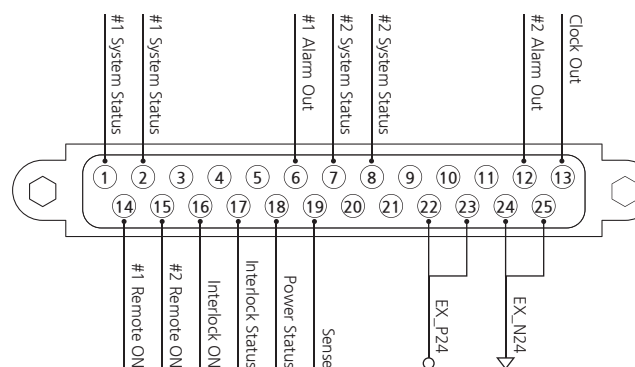 #1 System Status
#1 System Status
#1 Alarm Out
#2 System Status
#2 System Status
#2 Alarm Out
Clock Out
1 2 3 4 5 6 7 8 9 10 11 12 13
14 15 16 17 18 19 20 21 22 23 24 25
#1 Remote ON
#2 Remote ON
Interlock ON
Interlock Status
Power Status
Sense
EX_P24
EX_N24